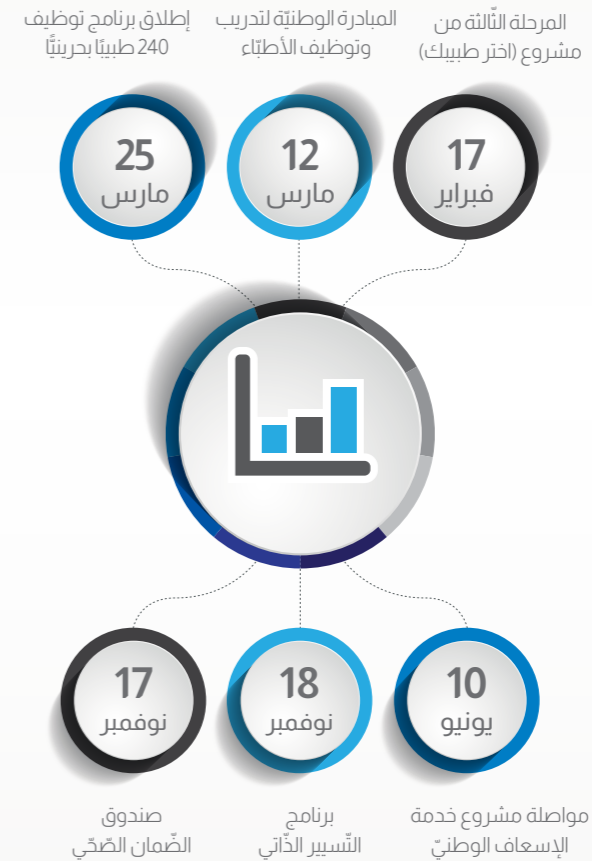 المرحلة الثّالثة من
مشروع (اختر طبيبك)
17
فبراير
المبادرة الوطنيّة لتدريب
وتوظيف الأطبّاء
12
مارس
إطلاق برنامج توظيف
240 طبيبًا بحرينيًّا
25
مارس
10
يونيو
مواصلة مشروع خدمة
الإسعاف الوطنيّ
18
نوفمبر
برنامج
التّسيير الذّاتي
17
نوفمبر
صندوق
الضّمان الصّحّي